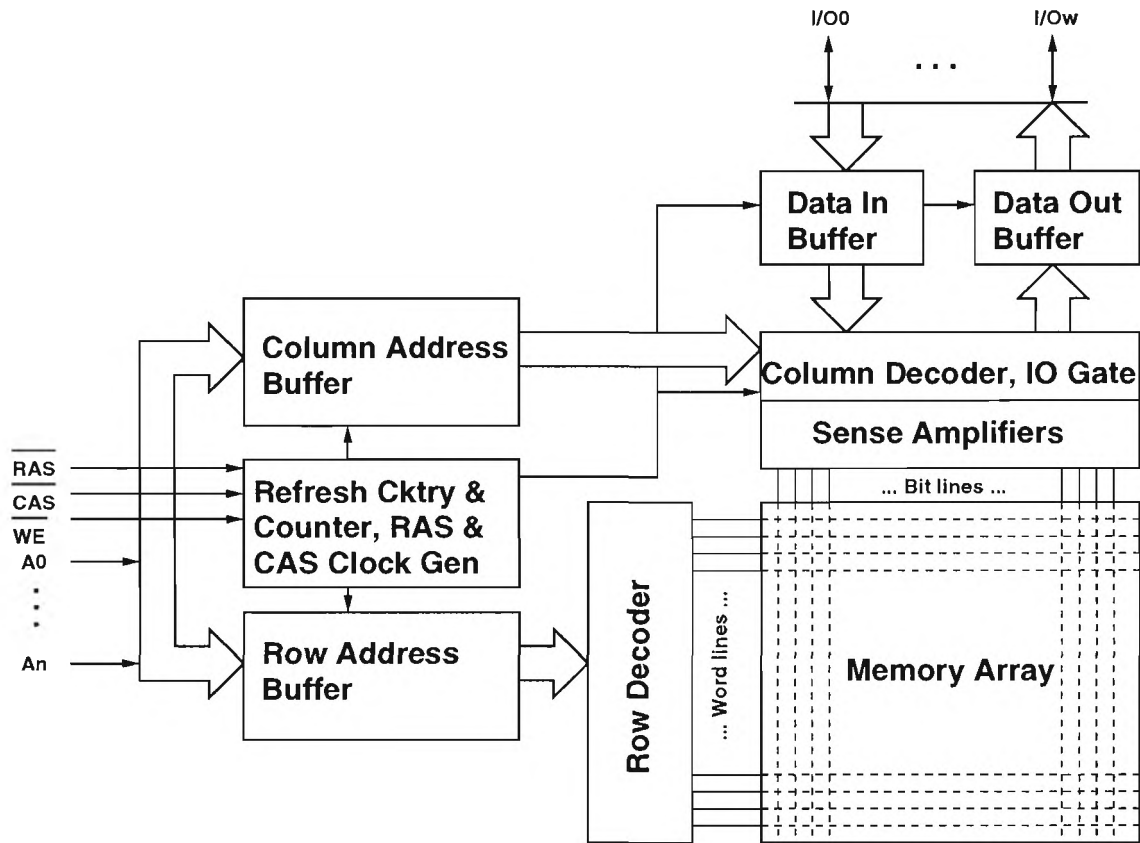 I/O0
I/Ow
. . .
Data In
Buffer
Data Out
Buffer
Column Address
Buffer
Column Decoder, IO Gate
Sense Amplifiers
RAS
CAS
WE
A0
. . .
An
Refresh Cktry &
Counter, RAS &
CAS Clock Gen
... Bit lines ...
Row Address
Buffer
Row Decoder
... Word lines ...
Memory Array